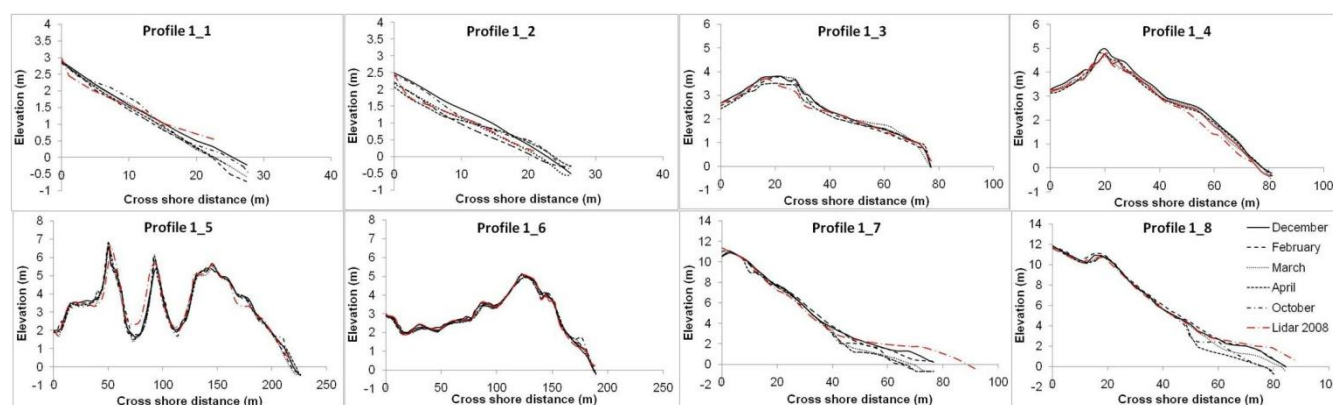 Profile 1_1
Elevation (m)
4
3.5
3
2.5
2
1.5
1
0.5
0
-0.5
-1
0 10 20 30 40
Cross shore distance (m)
Profile 1_2
Elevation (m)
4
3.5
3
2.5
2
1.5
1
0.5
0
-0.5
-1
0 10 20 30 40
Cross shore distance (m)
Profile 1_3
Elevation (m)
6
5
4
3
2
1
0
-1
0 20 40 60 80 100
Cross shore distance (m)
Profile 1_4
Elevation (m)
6
5
4
3
2
1
0
-1
0 20 40 60 80 100
Cross shore distance (m)
Profile 1_5
Elevation (m)
8
7
6
5
4
3
2
1
0
-1
0 50 100 150 200 250
Cross shore distance (m)
Profile 1_6
Elevation (m)
8
7
6
5
4
3
2
1
0
-1
0 50 100 150 200 250
Cross shore distance (m)
Profile 1_7
Elevation (m)
14
12
10
8
6
4
2
0
-2
0 20 40 60 80 100
Cross shore distance (m)
Profile 1_8
Elevation (m)
14
12
10
8
6
4
2
0
-2
0 20 40 60 80 100
Cross shore distance (m)
December
February
March
April
October
Lidar 2008